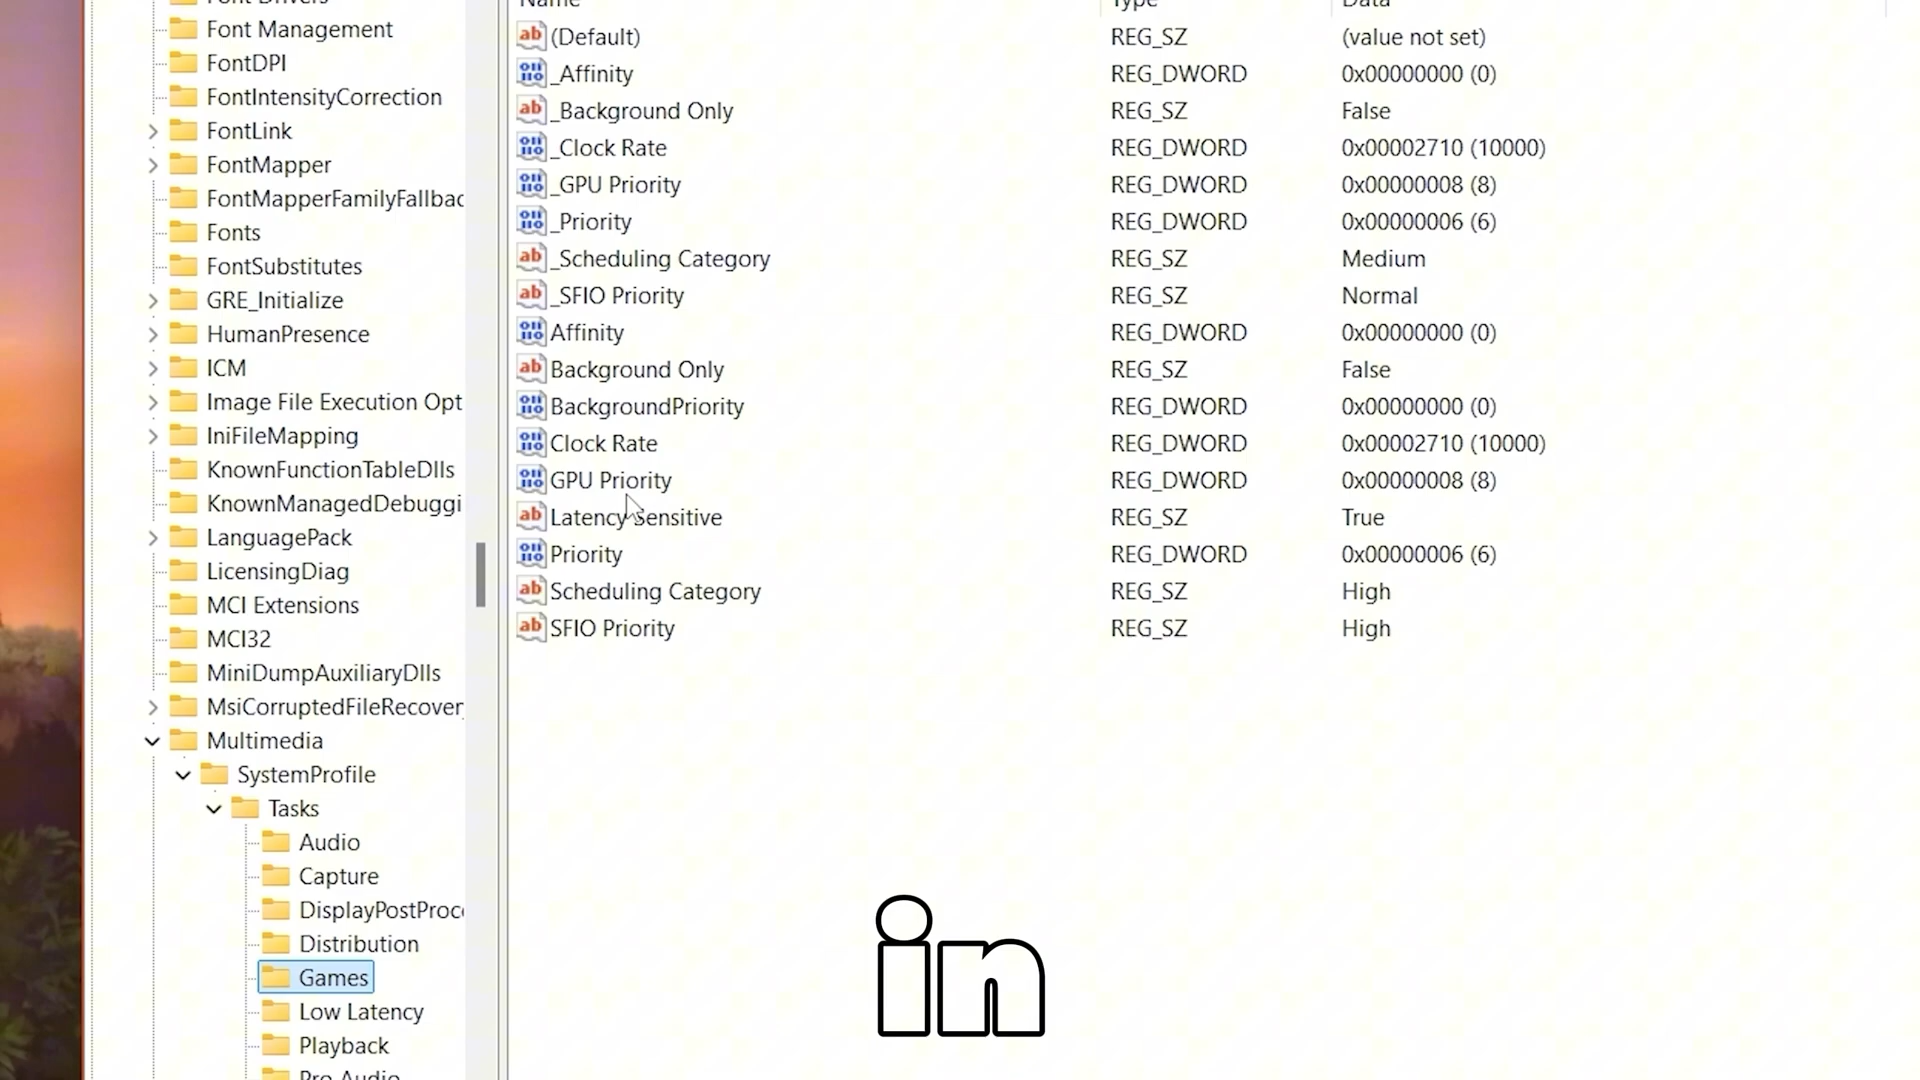 Font Management
FontDPI
FontIntensityCorrection
FontLink
FontMapper
FontMapperFamilyFallbac
Fonts
FontSubstitutes
GRE_Initialize
HumanPresence
ICM
Image File Execution Opt
IniFileMapping
KnownFunctionTableDlls
KnownManagedDebuggi
LanguagePack
LicensingDiag
MCI Extensions
MCI32
MiniDumpAuxiliaryDlls
MsiCorruptedFileRecover
Multimedia
SystemProfile
Tasks
Audio
Capture
DisplayPostProc
Distribution
Games
Low Latency
Playback
Pro Audio
Name Type Data
(Default) REG_SZ (value not set)
_Affinity REG_DWORD 0x00000000 (0)
_Background Only REG_SZ False
_Clock Rate REG_DWORD 0x00002710 (10000)
_GPU Priority REG_DWORD 0x00000008 (8)
_Priority REG_DWORD 0x00000006 (6)
_Scheduling Category REG_SZ Medium
_SFIO Priority REG_SZ Normal
Affinity REG_DWORD 0x00000000 (0)
Background Only REG_SZ False
BackgroundPriority REG_DWORD 0x00000000 (0)
Clock Rate REG_DWORD 0x00002710 (10000)
GPU Priority REG_DWORD 0x00000008 (8)
Latency Sensitive REG_SZ True
Priority REG_DWORD 0x00000006 (6)
Scheduling Category REG_SZ High
SFIO Priority REG_SZ High
in